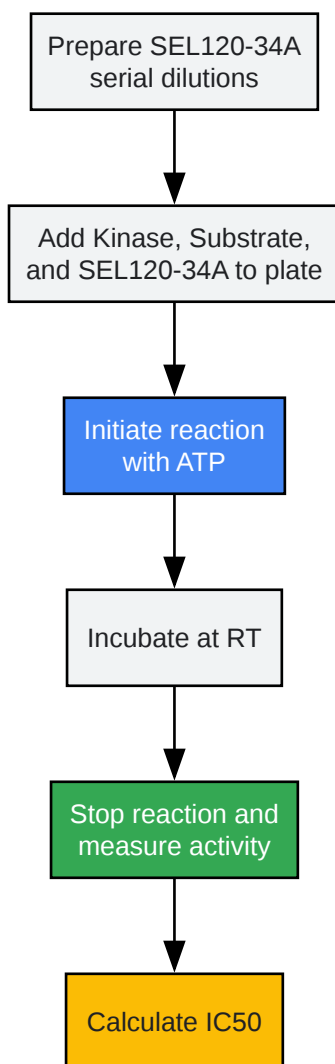 Prepare SEL120-34A
serial dilutions
Add Kinase, Substrate,
and SEL120-34A to plate
Initiate reaction
with ATP
Incubate at RT
Stop reaction and
measure activity
Calculate IC50